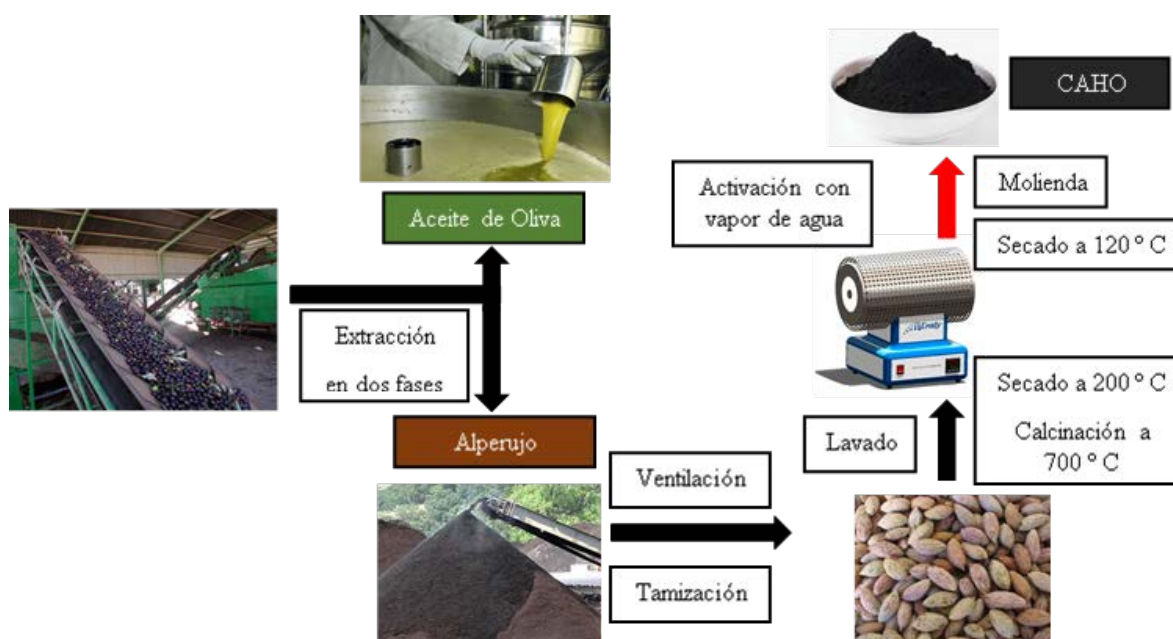 Aceite de Oliva
Extracción
en dos fases
Alperujo
Ventilación
Tamización
Lavado
Secado a 200 º C
Calcinación a
700 º C
Activación con
vapor de agua
Molienda
Secado a 120 º C
CAHO